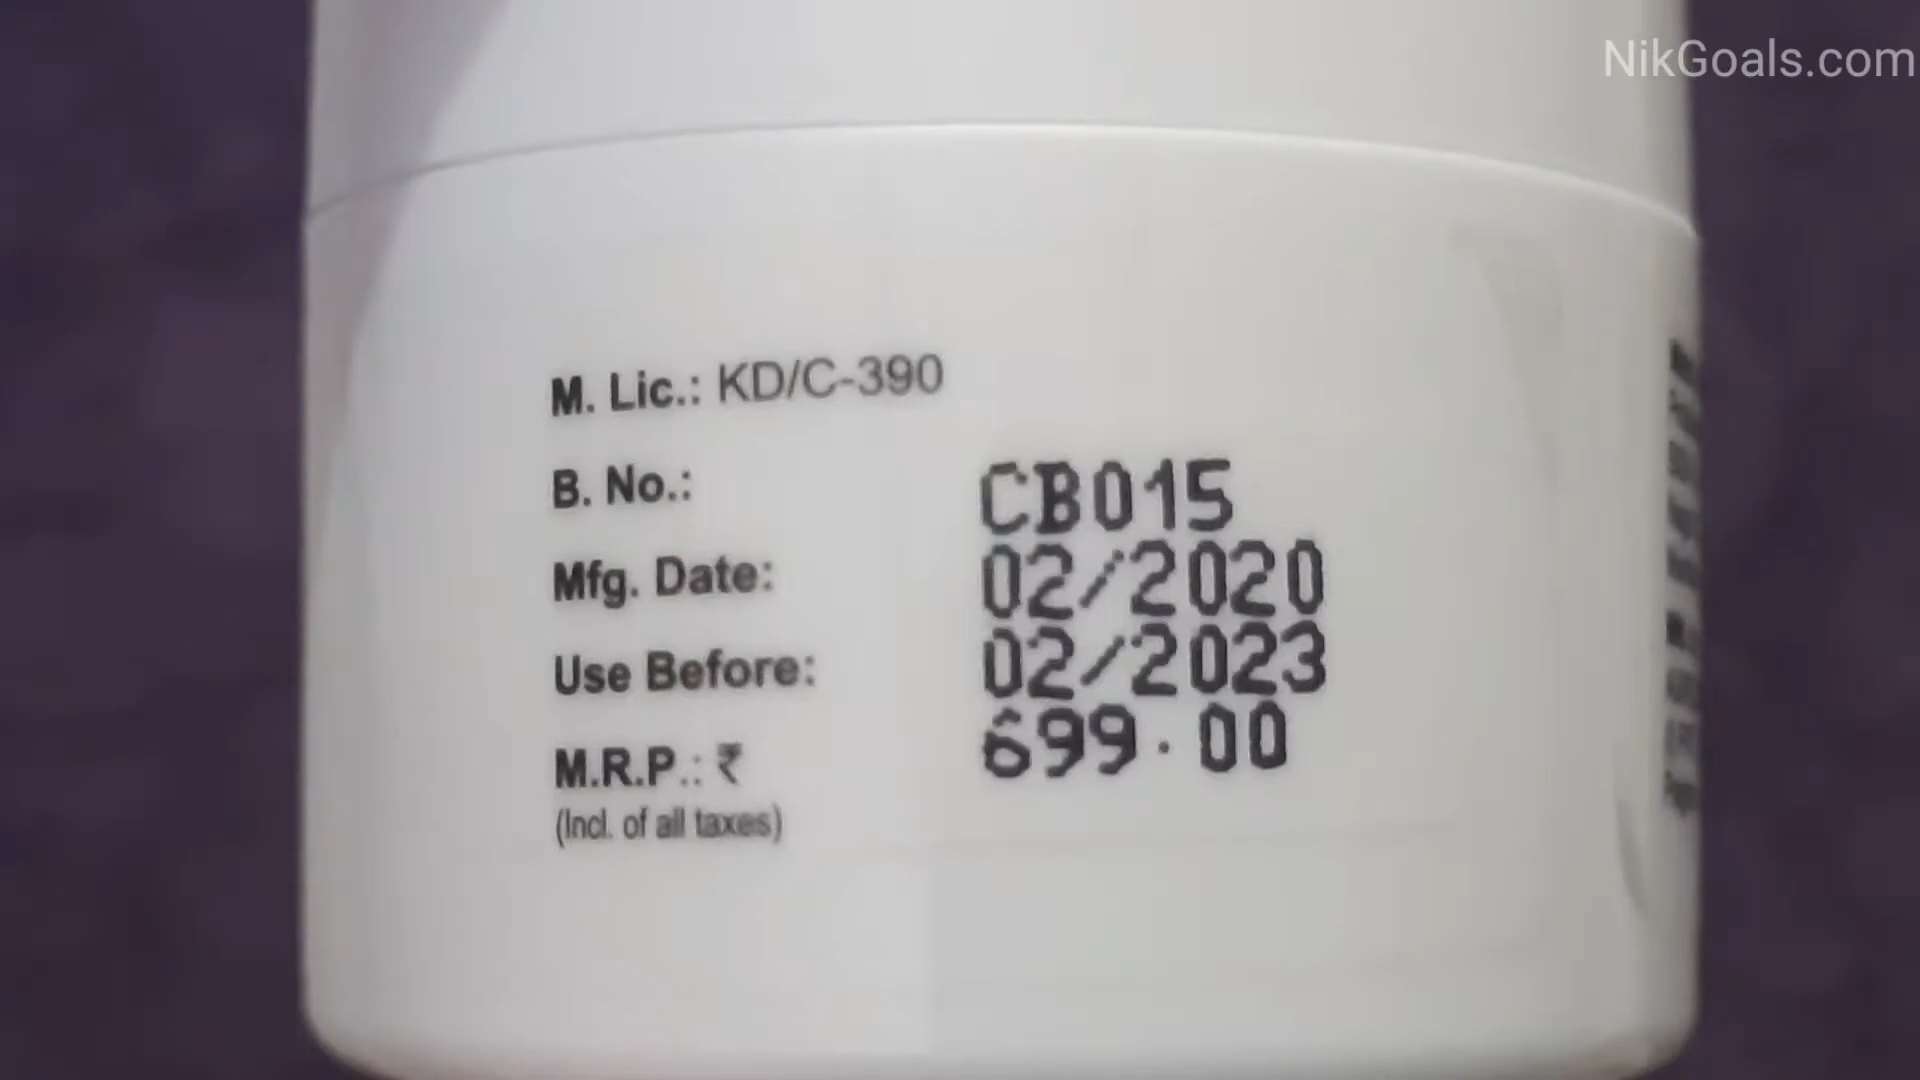 NikGoals.com
M. Lic.: KD/C-390
B. No.: CB015
Mfg. Date: 02/2020
Use Before: 02/2023
M.R.P.: ₹ 699.00
(Incl. of all taxes)